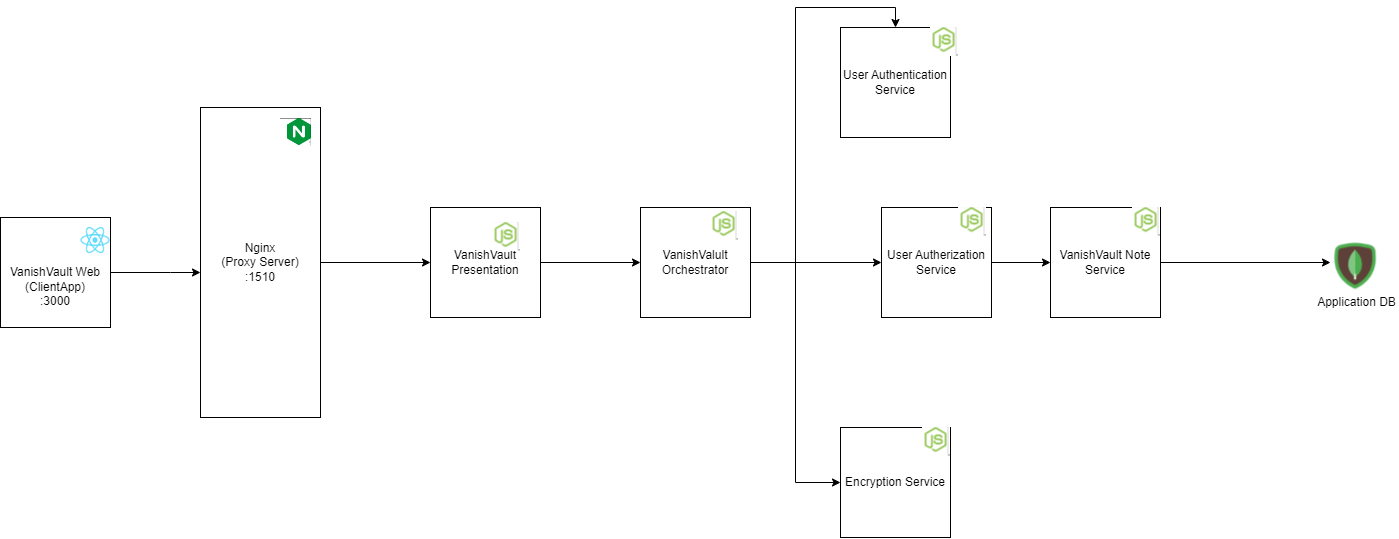 VanishVault Web
(ClientApp)
:3000
Nginx
(Proxy Server)
:1510
VanishVault
Presentation
VanishValult
Orchestrator
User Authentication
Service
User Autherization
Service
VanishVault Note
Service
Application DB
Encryption Service
N
JS
JS
JS
JS
JS
JS